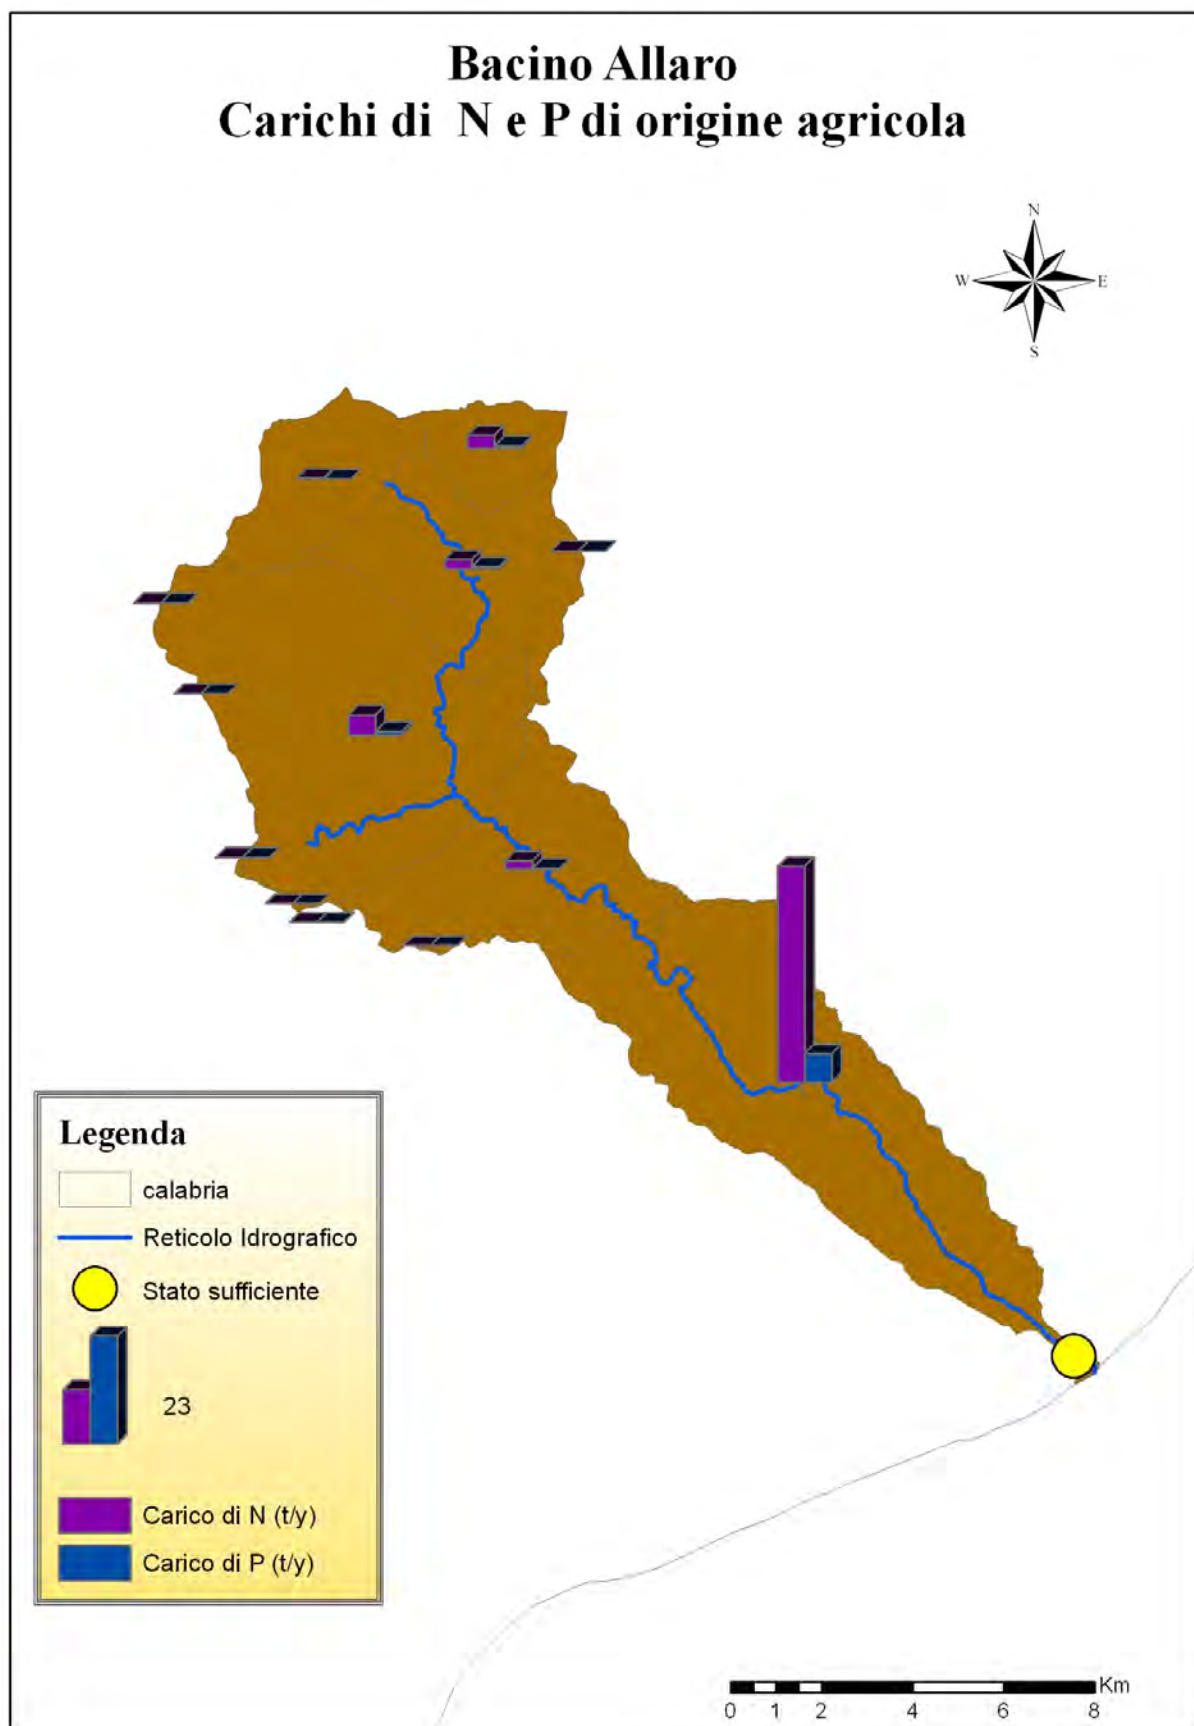 Bacino Allaro
Carichi di N e P di origine agricola
N
W E
S
Legenda
calabria
Reticolo Idrografico
Stato sufficiente
23
Carico di N (t/y)
Carico di P (t/y)
Km
0 1 2 4 6 8